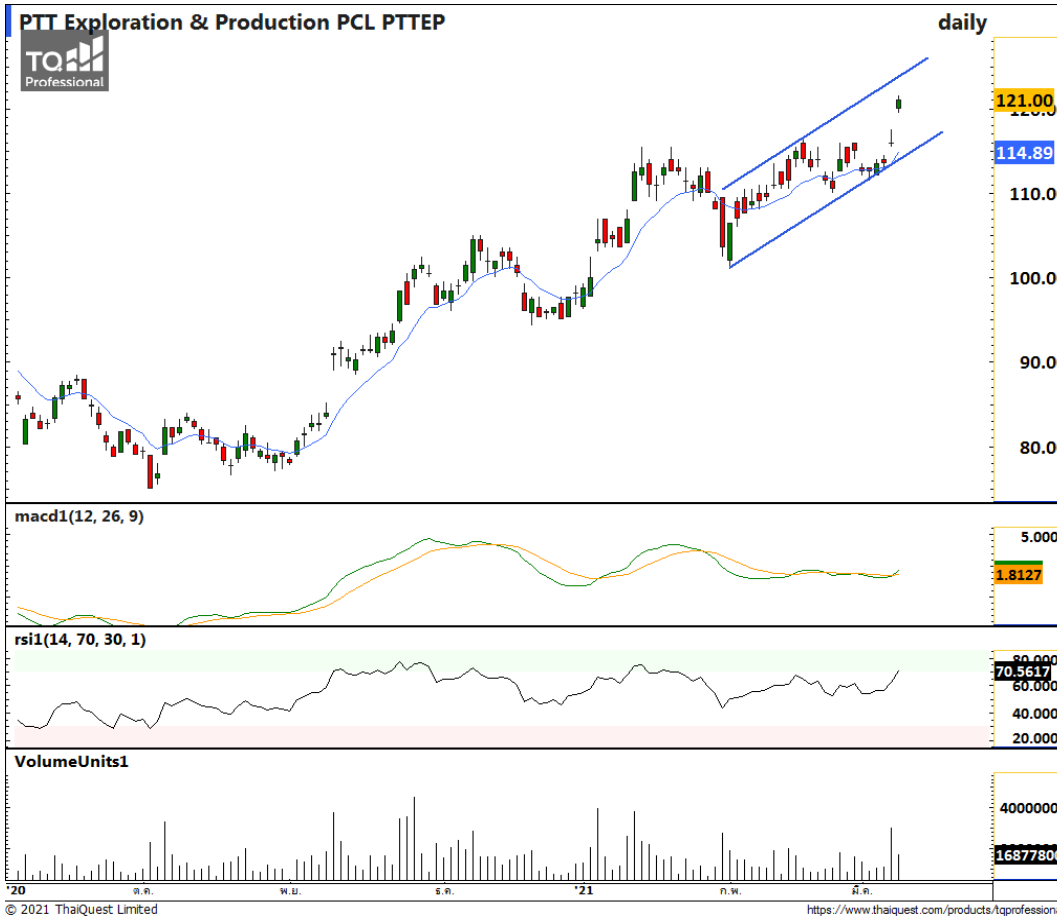 PTT Exploration & Production PCL PTTEP
daily
TQ
Professional
121.00
114.89
110.0
100.0
90.0
80.0
macd1(12, 26, 9)
5.000
1.8127
rsi1(14, 70, 30, 1)
80.000
70.5617
60.000
40.000
20.000
VolumeUnits1
4000000
16877800
'20 ต.ค. พ.ย. ธ.ค. '21 ก.พ. มี.ค.
© 2021 ThaiQuest Limited
https://www.thaiquest.com/products/tqprofessiona